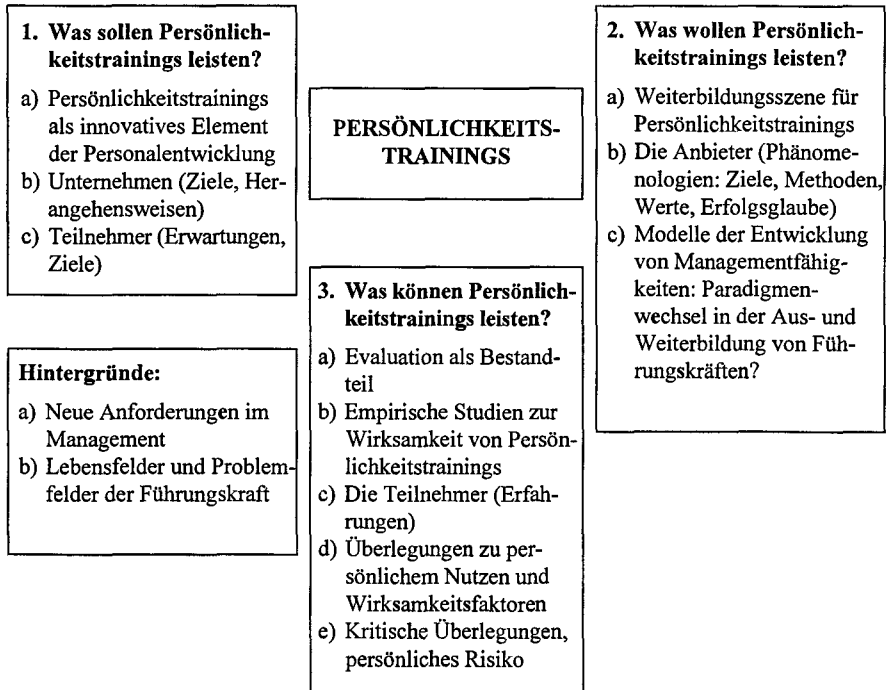 1. Was sollen Persönlich-
keitstrainings leisten?
a) Persönlichkeitstrainings
als innovatives Element
der Personalentwicklung
b) Unternehmen (Ziele, Her-
angehensweisen)
c) Teilnehmer (Erwartungen,
Ziele)
PERSÖNLICHKEITS-
TRAININGS
2. Was wollen Persönlich-
keitstrainings leisten?
a) Weiterbildungsszene für
Persönlichkeitstrainings
b) Die Anbieter (Phänome-
nologien: Ziele, Methoden,
Werte, Erfolgsglaube)
c) Modelle der Entwicklung
von Managementfähig-
keiten: Paradigmen-
wechsel in der Aus- und
Weiterbildung von Füh-
rungskräften?
Hintergründe:
a) Neue Anforderungen im
Management
b) Lebensfelder und Problem-
felder der Führungskraft
3. Was können Persönlich-
keitstrainings leisten?
a) Evaluation als Bestand-
teil
b) Empirische Studien zur
Wirksamkeit von Persön-
lichkeitstrainings
c) Die Teilnehmer (Erfah-
rungen)
d) Überlegungen zu per-
sönlichem Nutzen und
Wirksamkeitsfaktoren
e) Kritische Überlegungen,
persönliches Risiko